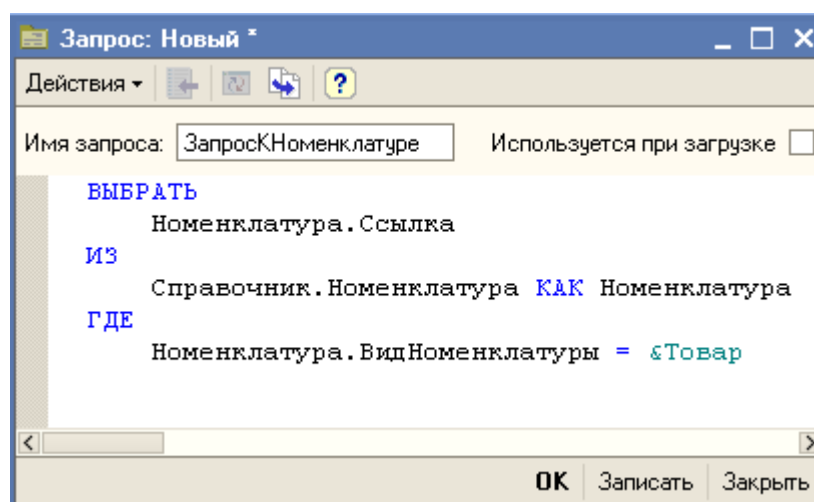 Запрос: Новый *
Действия
Имя запроса: ЗапросКНоменклатуре Используется при загрузке
ВЫБРАТЬ
Номенклатура.Ссылка
ИЗ
Справочник.Номенклатура КАК Номенклатура
ГДЕ
Номенклатура.ВидНоменклатуры = &Товар
OK Записать Закрыть